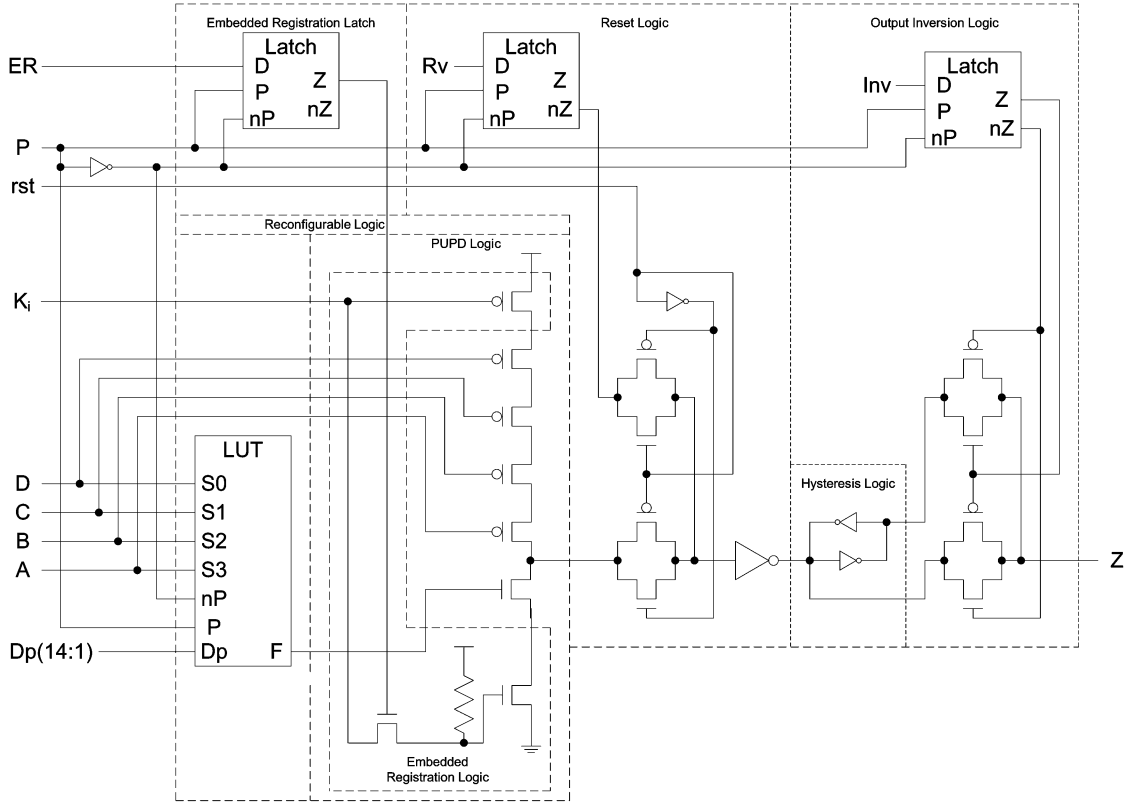 Embedded Registration Latch
Reset Logic
Output Inversion Logic
Latch
D
P
nP
Z
nZ
Latch
D
P
nP
Z
nZ
Latch
D
P
nP
Z
nZ
ER
Rv
Inv
P
rst
Reconfigurable Logic
PUPD Logic
Ki
LUT
D
S0
C
S1
B
S2
A
S3
nP
P
Dp(14:1)
Dp
F
Hysteresis Logic
Z
Embedded
Registration Logic